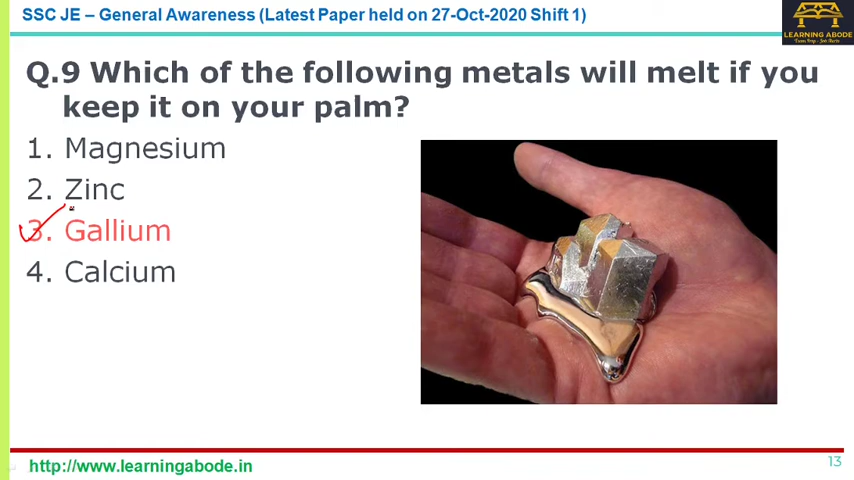 SSC JE – General Awareness (Latest Paper held on 27-Oct-2020 Shift 1)
LEARNING ABODE
Q.9 Which of the following metals will melt if you
keep it on your palm?
1. Magnesium
2. Zinc
3. Gallium
4. Calcium
http://www.learningabode.in
13